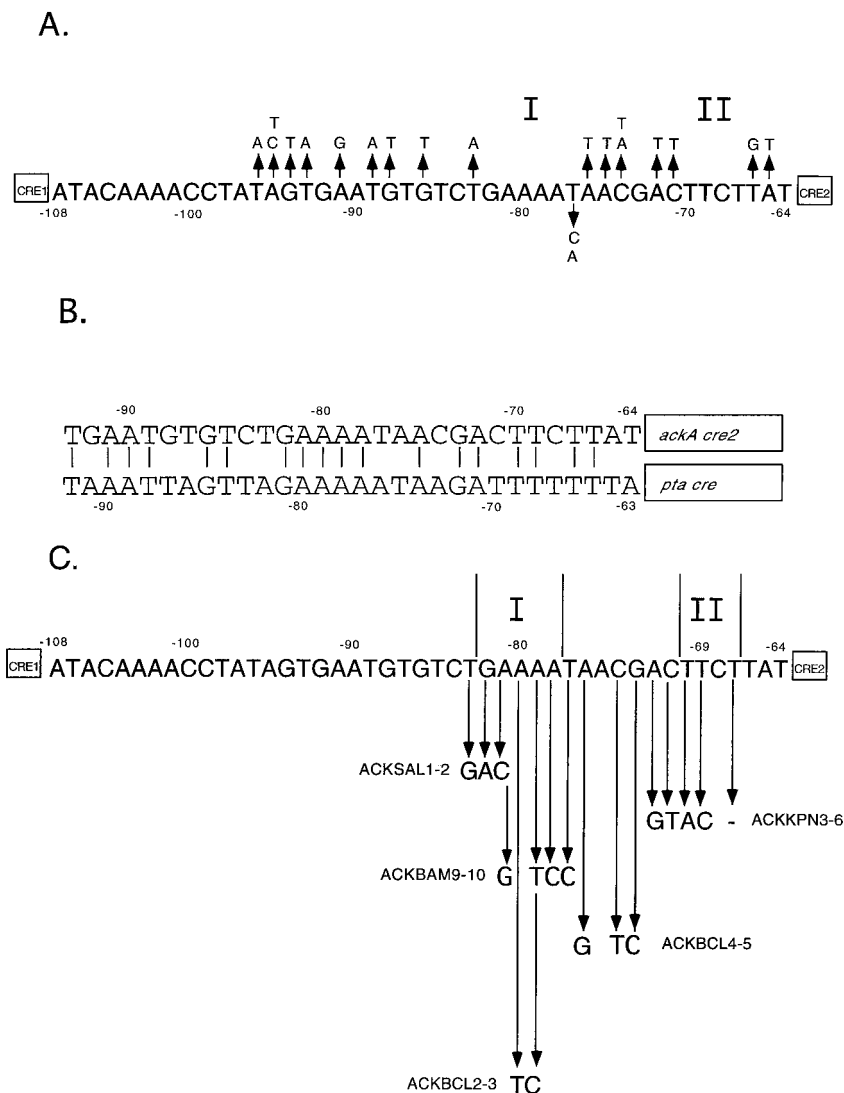 A.
I II
T T
A C T A G A T T A T T A T T G T
CRE1 ATACAAAACCTATAGTGAATGTGTCTGAAAATAACGACTTCTTAT CRE2
-108 -100 -90 -80 -70 -64
C
A
B.
-90 -80 -70 -64
TGAATGTGTCTGAAAATAACGACTTCTTAT ackA cre2
TAAATTAGTTAGAAAAATAAGATTTTTTTA pta cre
-90 -80 -70 -63
C.
I II
-108 -100 -90 -80 -69 -64
CRE1 ATACAAAACCTATAGTGAATGTGTCTGAAAATAACGACTTCTTAT CRE2
ACKSAL1-2 GAC
GTAC - ACKKPN3-6
ACKBAM9-10 G TCC
G TC ACKBCL4-5
ACKBCL2-3 TC